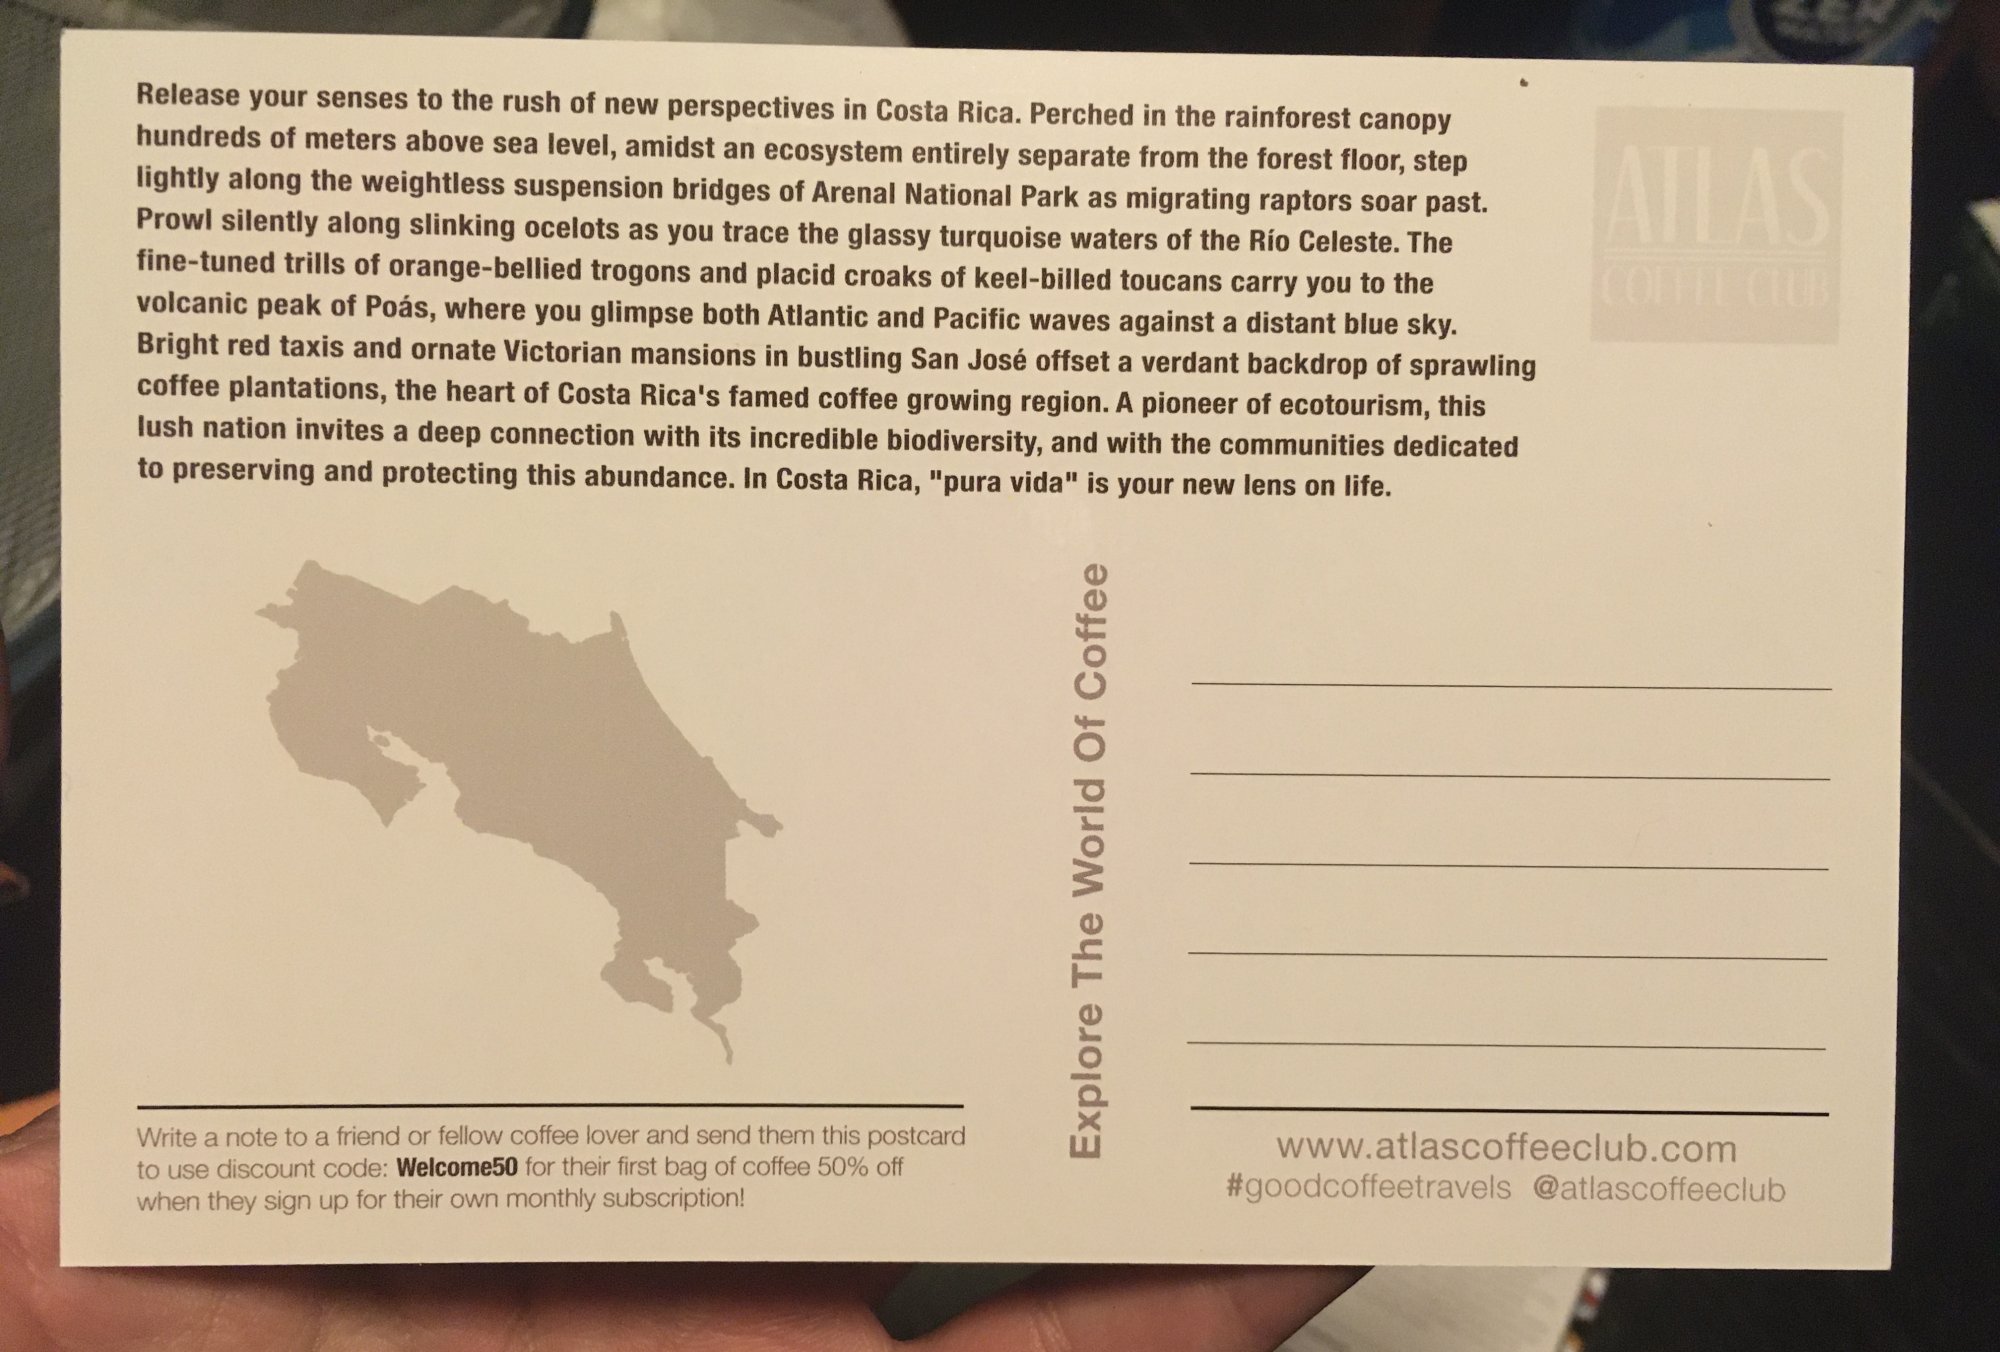 Release your senses to the rush of new perspectives in Costa Rica. Perched in the rainforest canopy
hundreds of meters above sea level, amidst an ecosystem entirely separate from the forest floor, step
lightly along the weightless suspension bridges of Arenal National Park as migrating raptors soar past.
Prowl silently along slinking ocelots as you trace the glassy turquoise waters of the Río Celeste. The
fine-tuned trills of orange-bellied trogons and placid croaks of keel-billed toucans carry you to the
volcanic peak of Poás, where you glimpse both Atlantic and Pacific waves against a distant blue sky.
Bright red taxis and ornate Victorian mansions in bustling San José offset a verdant backdrop of sprawling
coffee plantations, the heart of Costa Rica's famed coffee growing region. A pioneer of ecotourism, this
lush nation invites a deep connection with its incredible biodiversity, and with the communities dedicated
to preserving and protecting this abundance. In Costa Rica, "pura vida" is your new lens on life.
ATLAS
COFFEE CLUB
Explore The World Of Coffee
Write a note to a friend or fellow coffee lover and send them this postcard
to use discount code: Welcome50 for their first bag of coffee 50% off
when they sign up for their own monthly subscription!
www.atlascoffeeclub.com
#goodcoffeetravels @atlascoffeeclub